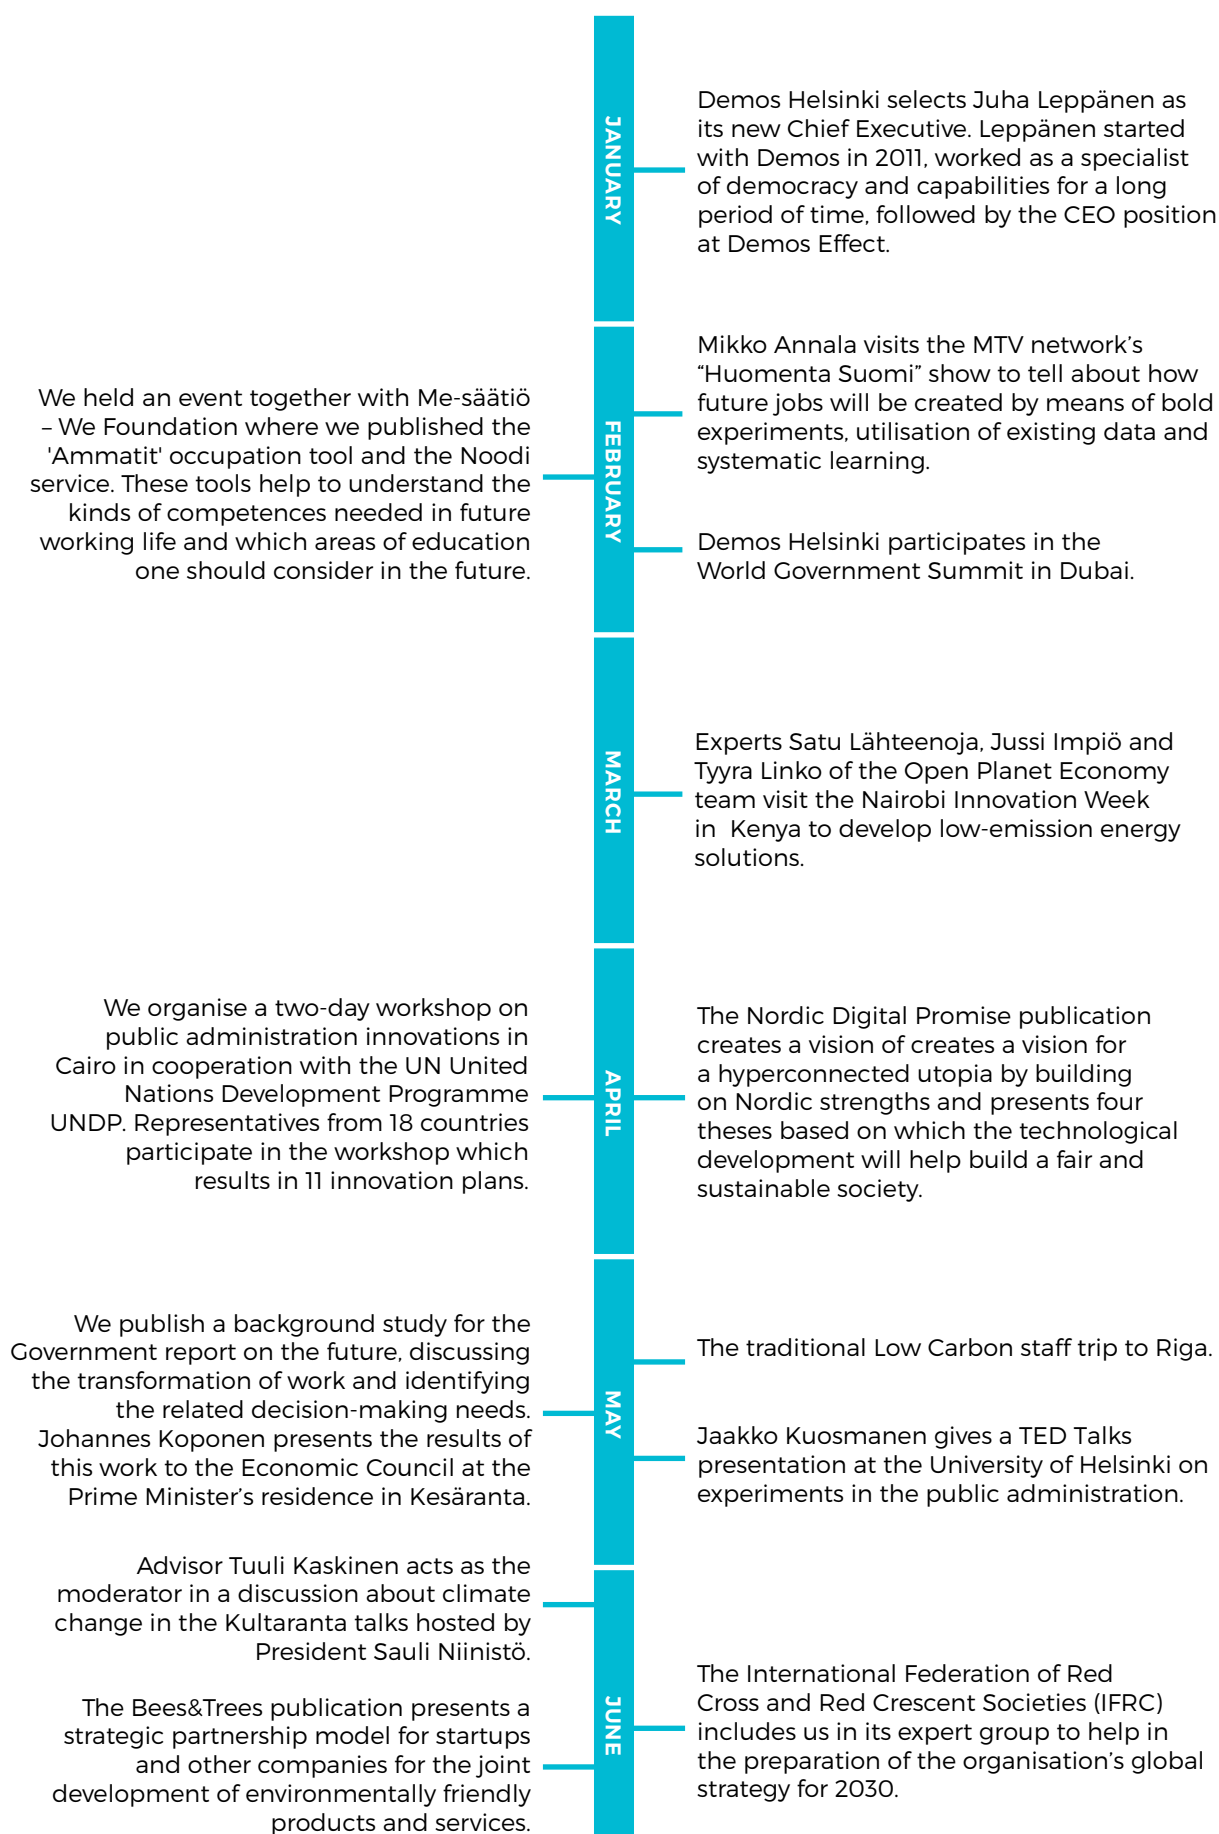 JANUARY
Demos Helsinki selects Juha Leppänen as
its new Chief Executive. Leppänen started
with Demos in 2011, worked as a specialist
of democracy and capabilities for a long
period of time, followed by the CEO position
at Demos Effect.
FEBRUARY
We held an event together with Me-säätiö
– We Foundation where we published the
'Ammatit' occupation tool and the Noodi
service. These tools help to understand the
kinds of competences needed in future
working life and which areas of education
one should consider in the future.
Mikko Annala visits the MTV network’s
“Huomenta Suomi” show to tell about how
future jobs will be created by means of bold
experiments, utilisation of existing data and
systematic learning.
Demos Helsinki participates in the
World Government Summit in Dubai.
MARCH
Experts Satu Lähteenoja, Jussi Impiö and
Tyyra Linko of the Open Planet Economy
team visit the Nairobi Innovation Week
in Kenya to develop low-emission energy
solutions.
APRIL
We organise a two-day workshop on
public administration innovations in
Cairo in cooperation with the UN United
Nations Development Programme
UNDP. Representatives from 18 countries
participate in the workshop which
results in 11 innovation plans.
The Nordic Digital Promise publication
creates a vision of creates a vision for
a hyperconnected utopia by building
on Nordic strengths and presents four
theses based on which the technological
development will help build a fair and
sustainable society.
MAY
We publish a background study for the
Government report on the future, discussing
the transformation of work and identifying
the related decision-making needs.
Johannes Koponen presents the results of
this work to the Economic Council at the
Prime Minister’s residence in Kesäranta.
The traditional Low Carbon staff trip to Riga.
Jaakko Kuosmanen gives a TED Talks
presentation at the University of Helsinki on
experiments in the public administration.
JUNE
Advisor Tuuli Kaskinen acts as the
moderator in a discussion about climate
change in the Kultaranta talks hosted by
President Sauli Niinistö.
The Bees&Trees publication presents a
strategic partnership model for startups
and other companies for the joint
development of environmentally friendly
products and services.
The International Federation of Red
Cross and Red Crescent Societies (IFRC)
includes us in its expert group to help in
the preparation of the organisation’s global
strategy for 2030.